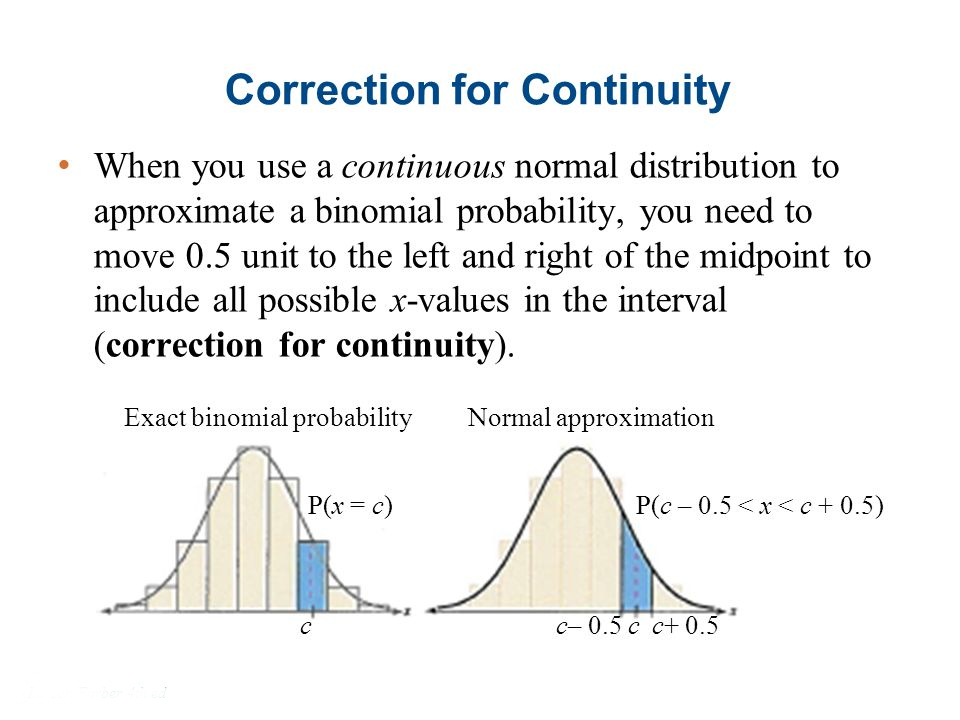 Correction for Continuity
• When you use a continuous normal distribution to
approximate a binomial probability, you need to
move 0.5 unit to the left and right of the midpoint to
include all possible x-values in the interval
(correction for continuity).
Exact binomial probability Normal approximation
P(x = c) P(c – 0.5 < x < c + 0.5)
x x
c c– 0.5 c c+ 0.5